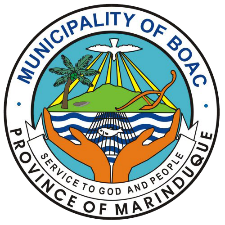 MUNICIPALITY OF BOAC
SERVICE TO GOD AND PEOPLE
PROVINCE OF MARINDUQUE